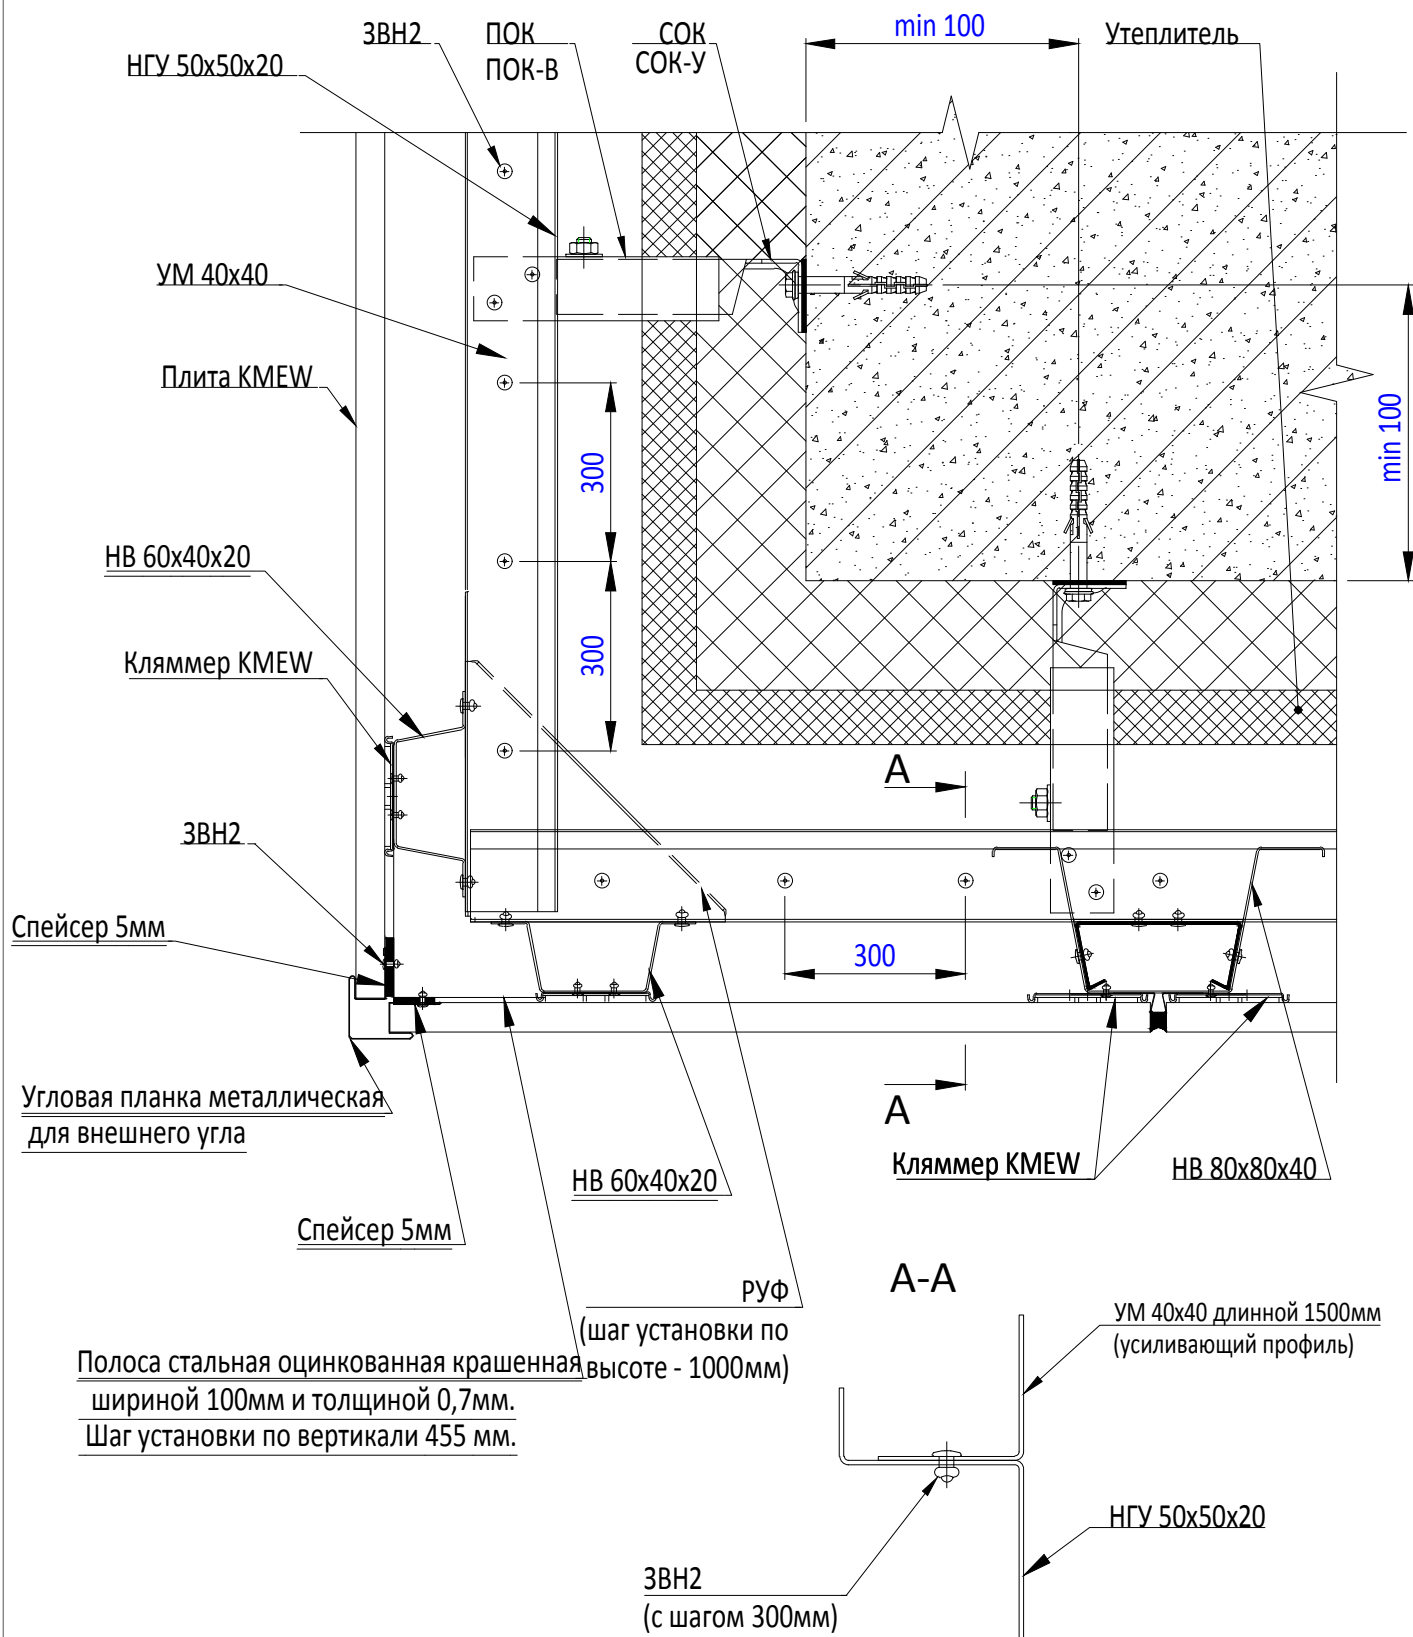 min 100
ЗВН2
ПОК
ПОК-В
СОК
СОК-У
Утеплитель
НГУ 50х50х20
УМ 40х40
Плита KMEW
min 100
300
НВ 60х40х20
300
Кляммер KMEW
А
ЗВН2
Спейсер 5мм
300
Угловая планка металлическая
для внешнего угла
А
Кляммер KMEW
НВ 80х80х40
НВ 60х40х20
Спейсер 5мм
РУФ
(шаг установки по
высоте - 1000мм)
А-А
УМ 40х40 длинной 1500мм
(усиливающий профиль)
Полоса стальная оцинкованная крашенная
шириной 100мм и толщиной 0,7мм.
Шаг установки по вертикали 455 мм.
НГУ 50х50х20
ЗВН2
(с шагом 300мм)